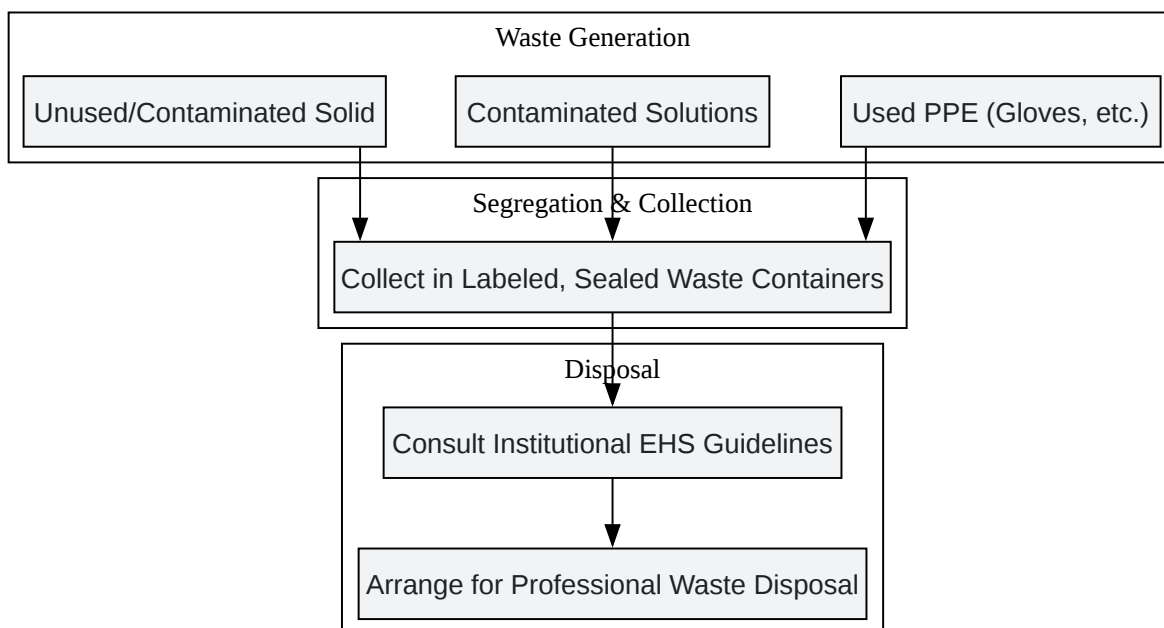 Waste Generation
Unused/Contaminated Solid
Contaminated Solutions
Used PPE (Gloves, etc.)
Segregation & Collection
Collect in Labeled, Sealed Waste Containers
Disposal
Consult Institutional EHS Guidelines
Arrange for Professional Waste Disposal